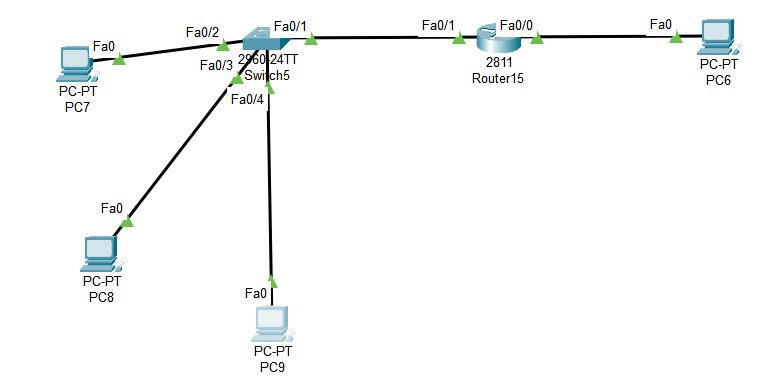 Fa0
PC-PT
PC7
Fa0/2
Fa0/3
Fa0/4
Fa0/1
2960-24TT
Switch5
Fa0/1
Fa0/0
2811
Router15
Fa0
PC-PT
PC6
Fa0
PC-PT
PC8
Fa0
PC-PT
PC9